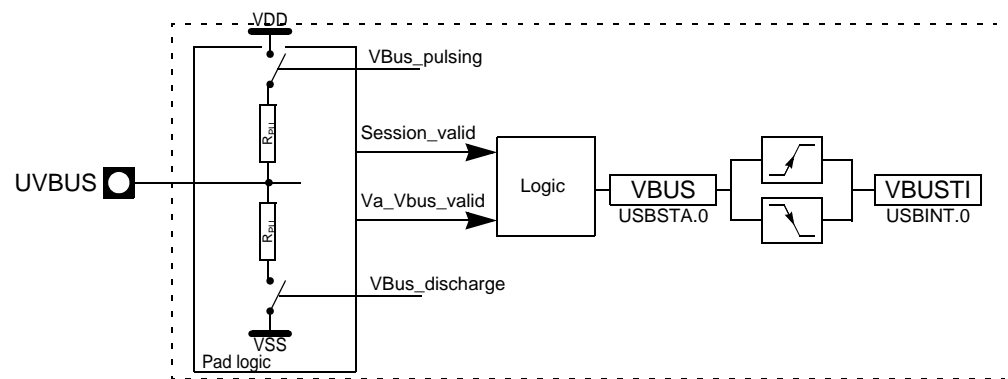 VDD
VBus_pulsing
RPU
Session_valid
UVBUS
Logic
VBUS
VBUSTI
USBSTA.0
USBINT.0
Va_Vbus_valid
RPU
VBus_discharge
VSS
Pad logic